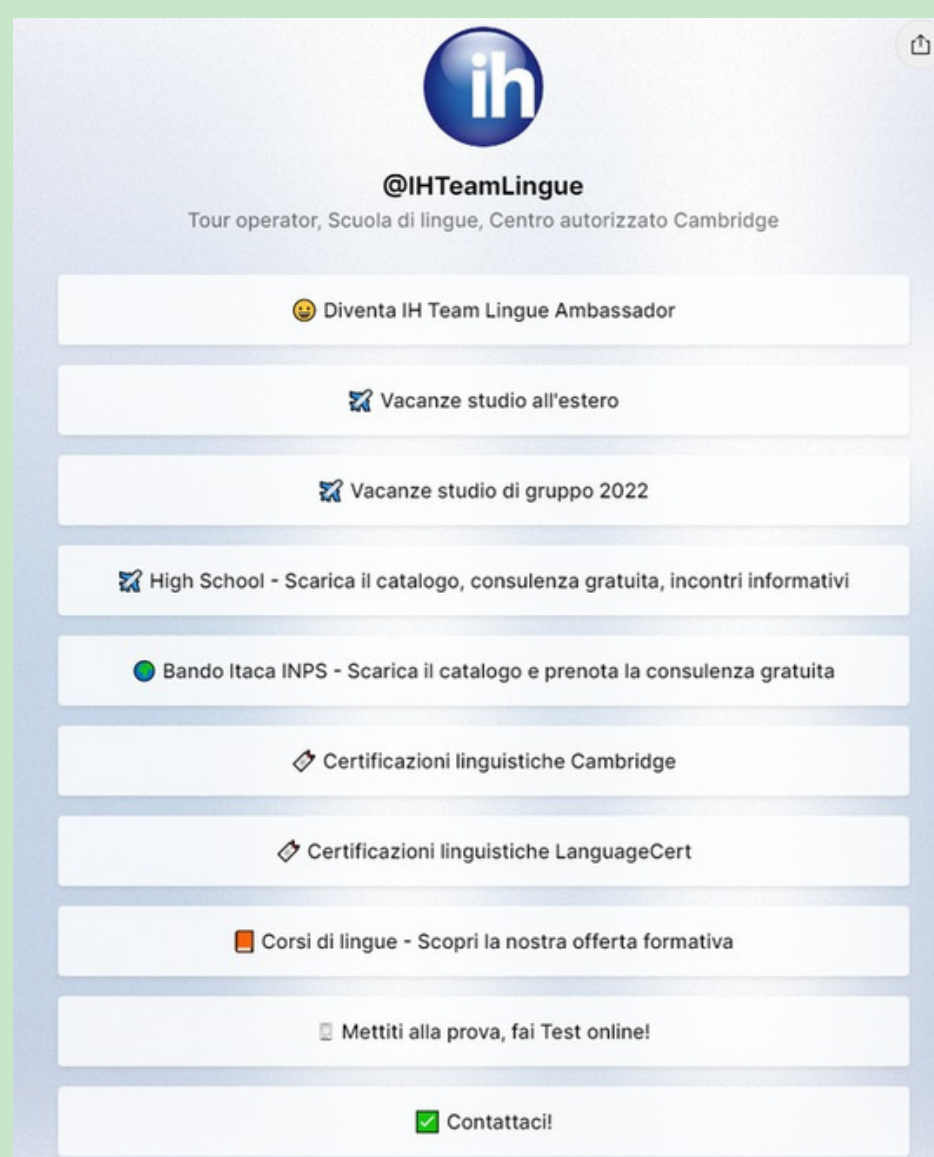 ih
@IHTeamLingue
Tour operator, Scuola di lingue, Centro autorizzato Cambridge
😀 Diventa IH Team Lingue Ambassador
✈️ Vacanze studio all'estero
✈️ Vacanze studio di gruppo 2022
✈️ High School - Scarica il catalogo, consulenza gratuita, incontri informativi
🌍 Bando Itaca INPS - Scarica il catalogo e prenota la consulenza gratuita
Certificazioni linguistiche Cambridge
Certificazioni linguistiche LanguageCert
📙 Corsi di lingue - Scopri la nostra offerta formativa
Mettiti alla prova, fai Test online!
✅ Contattaci!